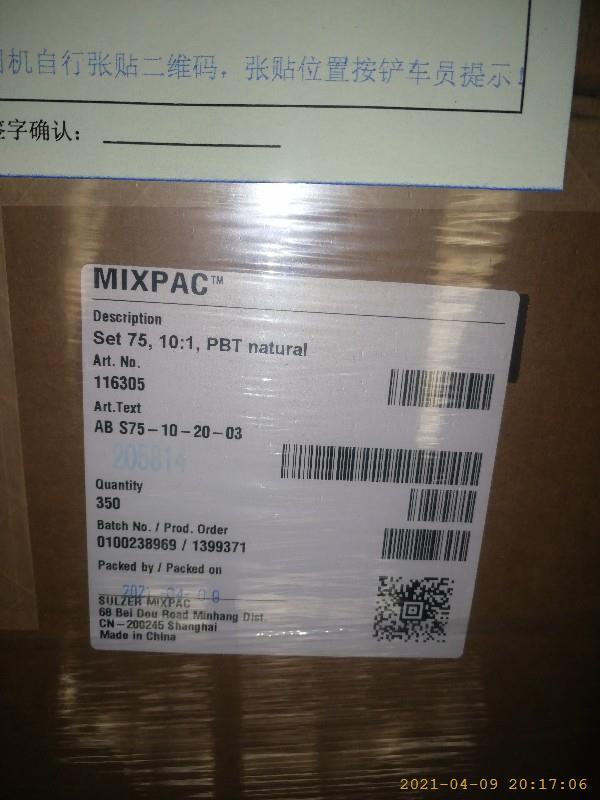 机自行张贴二维码，张贴位置按铲车员提示！
字确认：
MIXPAC™
Description
Set 75, 10:1, PBT natural
Art. No.
116305
Art.Text
AB S75-10-20-03
205814
Quantity
350
Batch No. / Prod. Order
0100238969 / 1399371
Packed by / Packed on
SULZER MIXPAC
68 Bei Dou Road Minhang Dist.
CN-200245 Shanghai
Made in China
2021-04-09 20:17:06